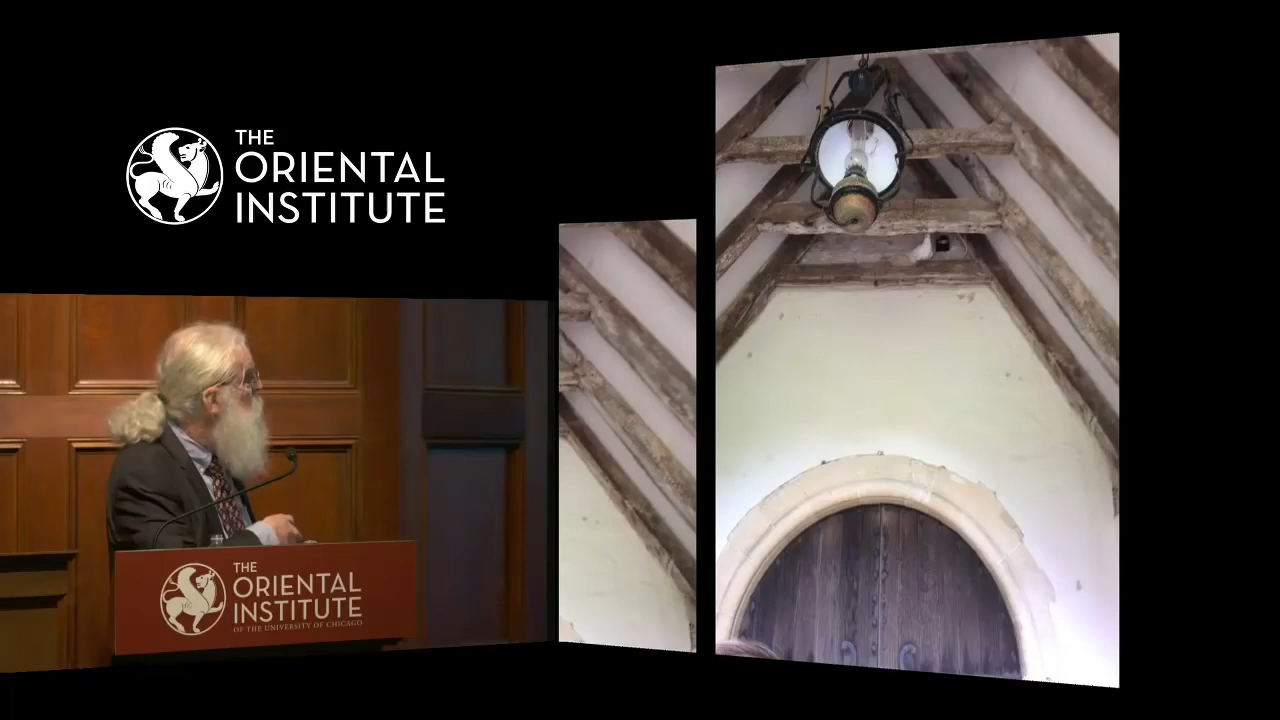 THE
ORIENTAL
INSTITUTE
THE
ORIENTAL
INSTITUTE
OF THE UNIVERSITY OF CHICAGO